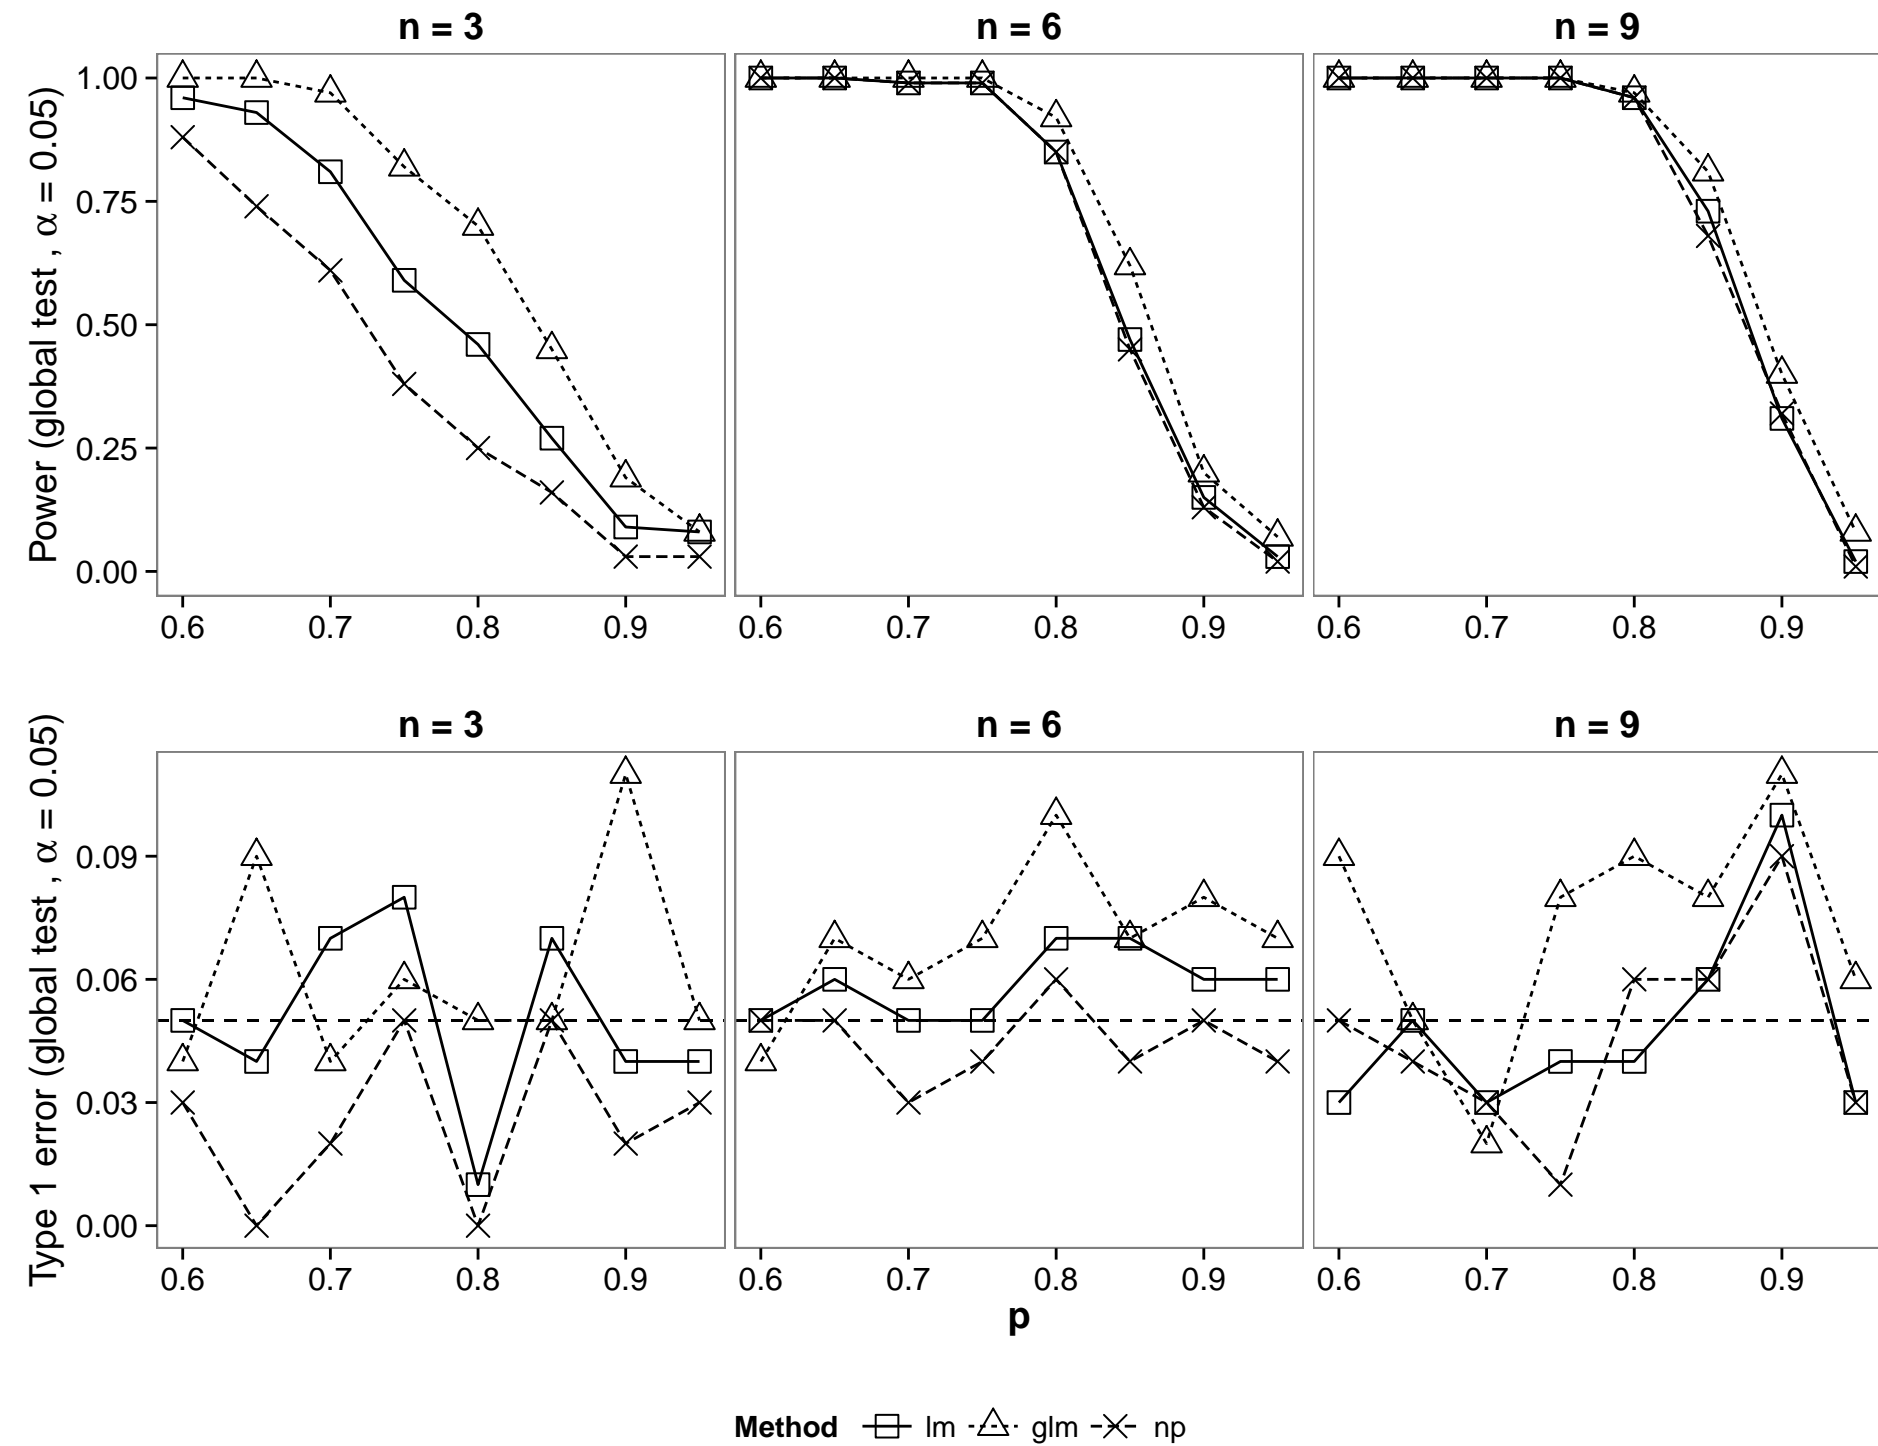 n = 3 n = 6 n = 9
Power (global test , α = 0.05)
1.00
0.75
0.50
0.25
0.00
0.6 0.7 0.8 0.9 0.6 0.7 0.8 0.9 0.6 0.7 0.8 0.9
n = 3 n = 6 n = 9
Type 1 error (global test , α = 0.05)
0.09
0.06
0.03
0.00
0.6 0.7 0.8 0.9 0.6 0.7 0.8 0.9 0.6 0.7 0.8 0.9
p
Method lm glm np